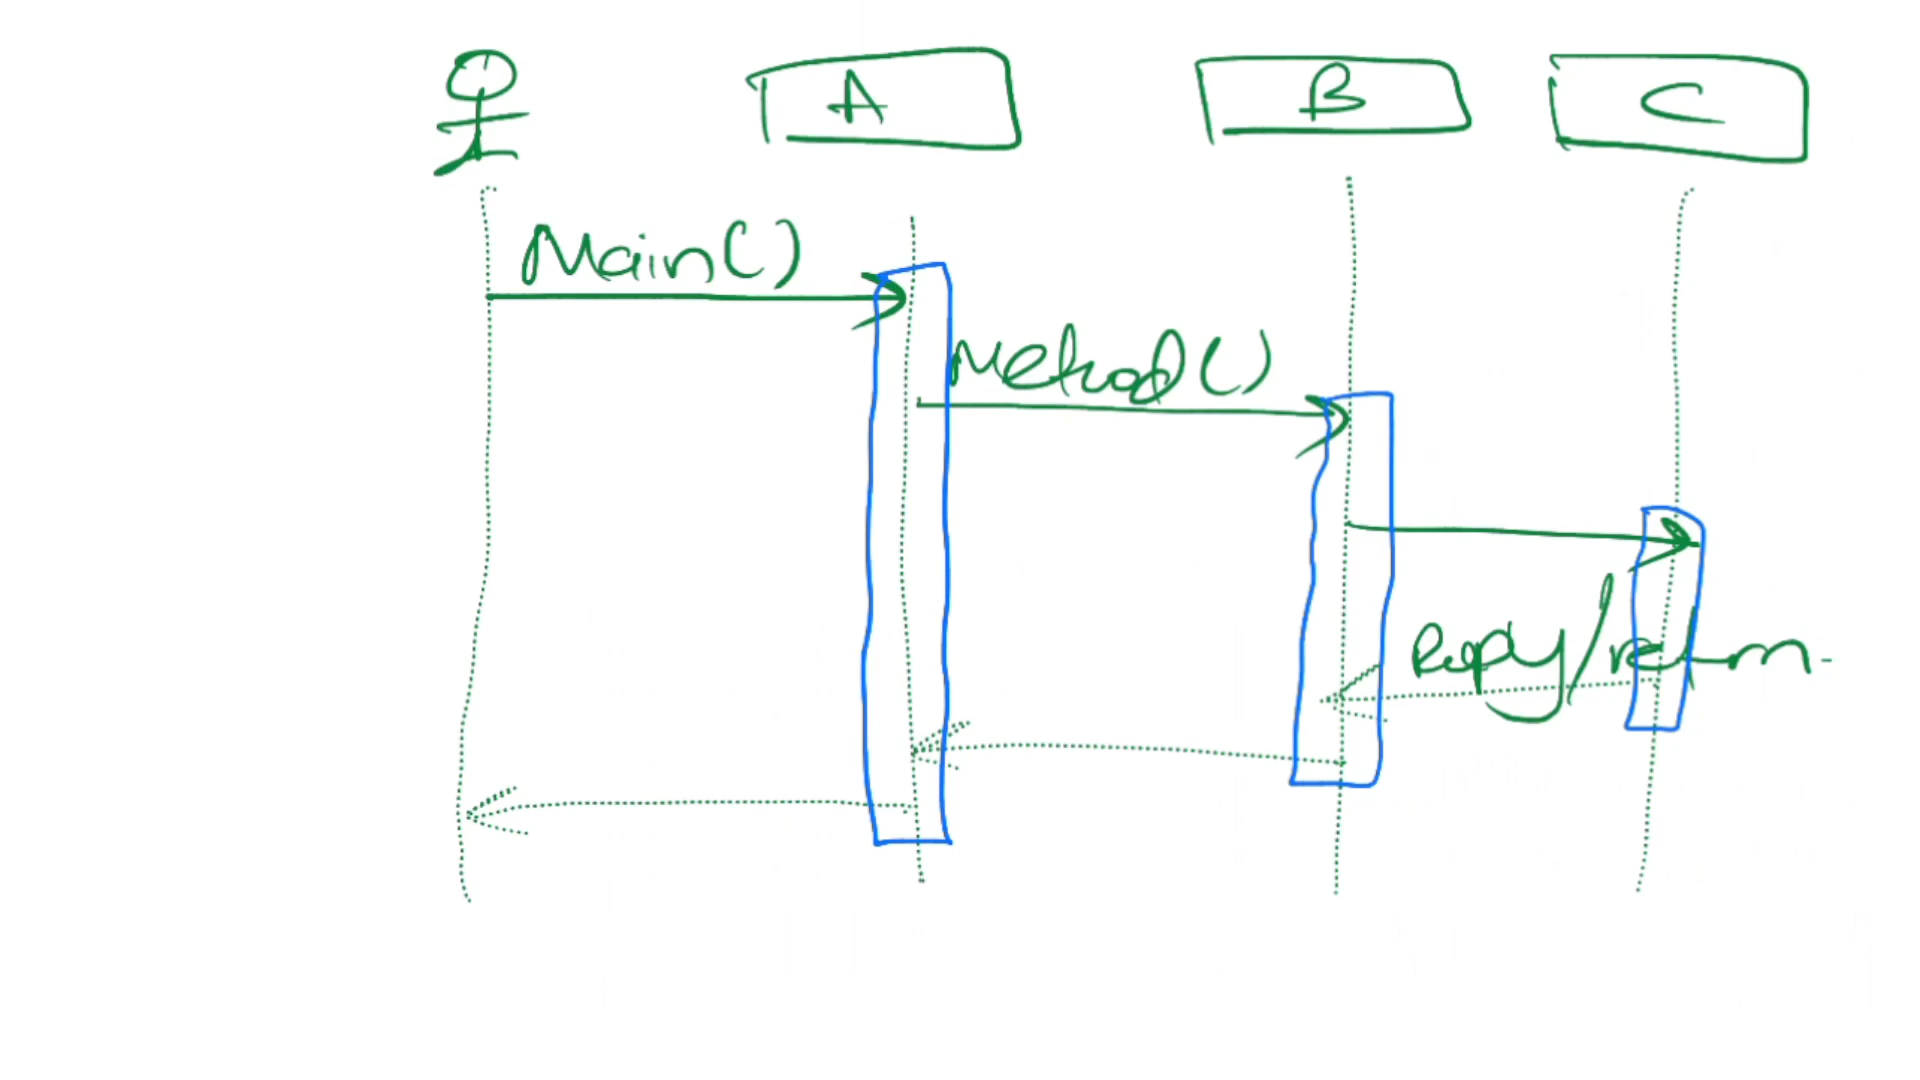 A
B
C
Main()
Method()
Reply/return.